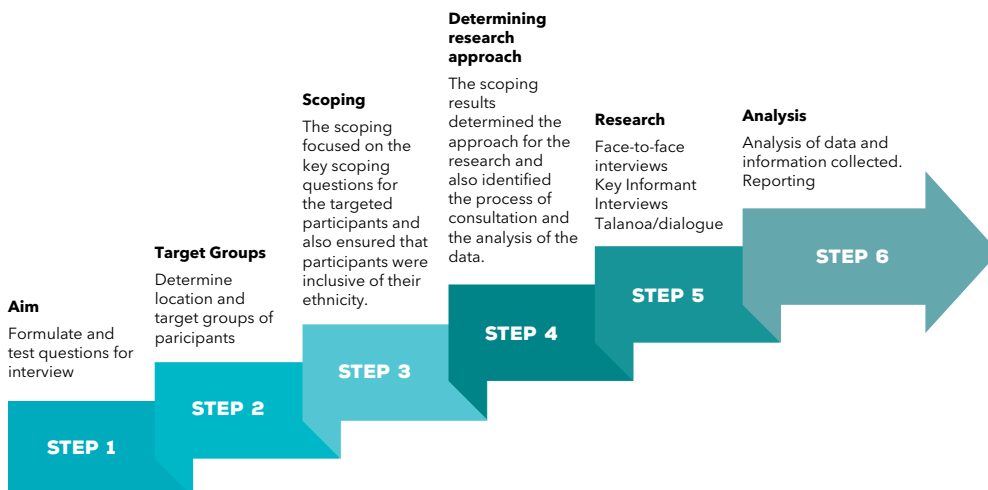 Aim
Formulate and
test questions for
interview
STEP 1
Target Groups
Determine
location and
target groups of
paricipants
STEP 2
Scoping
The scoping
focused on the
key scoping
questions for
the targeted
participants and
also ensured that
participants were
inclusive of their
ethnicity.
STEP 3
Determining
research
approach
The scoping
results
determined the
approach for the
research and
also identified
the process of
consultation and
the analysis of the
data.
STEP 4
Research
Face-to-face
interviews
Key Informant
Interviews
Talanoa/dialogue
STEP 5
Analysis
Analysis of data and
information collected.
Reporting
STEP 6